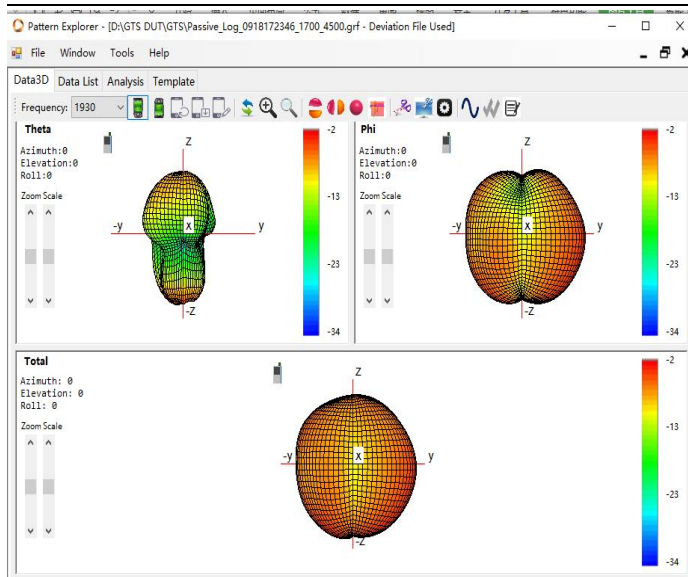 Pattern Explorer - [D:\GTS DUT\GTS\Passive_Log_0918172346_1700_4500.grf - Deviation File Used]
File Window Tools Help
Data3D Data List Analysis Template
Frequency: 1930
Theta
Azimuth:0
Elevation:0
Roll:0
Zoom Scale
Z
-y
X
y
-Z
-2
-13
-23
-34
Phi
Azimuth:0
Elevation:0
Roll:0
Zoom Scale
Z
-y
X
y
-Z
-2
-13
-23
-34
Total
Azimuth: 0
Elevation: 0
Roll: 0
Zoom Scale
Z
-y
X
y
-Z
-2
-13
-23
-34